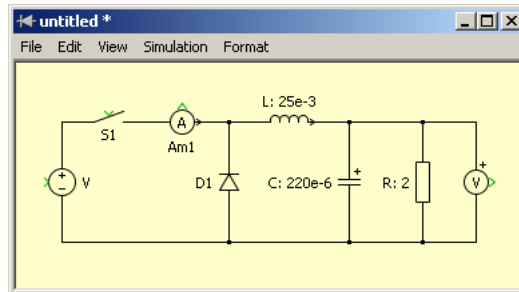 untitled *
File Edit View Simulation Format
L: 25e-3
S1
A
Am1
+
−
V
D1
C: 220e-6
+
R: 2
+
V